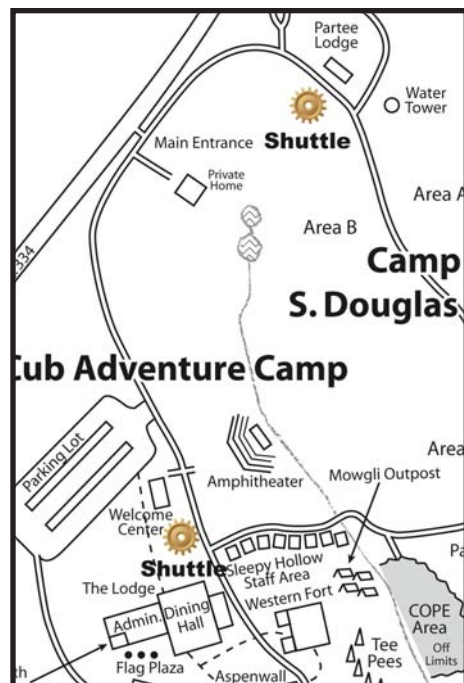 Partee
Lodge
Water
Tower
Main Entrance
Shuttle
Private
Home
Area A
Area B
.334
Camp
S. Douglas
Cub Adventure Camp
Parking Lot
Amphitheater
Area
Mowgli Outpost
Welcome
Center
Shuttle
Sleepy Hollow
Staff Area
Pa
The Lodge
Admin.
Dining
Hall
Western Fort
COPE
Area
Off
Limits
Tee
Pees
th
Flag Plaza
Aspenwall